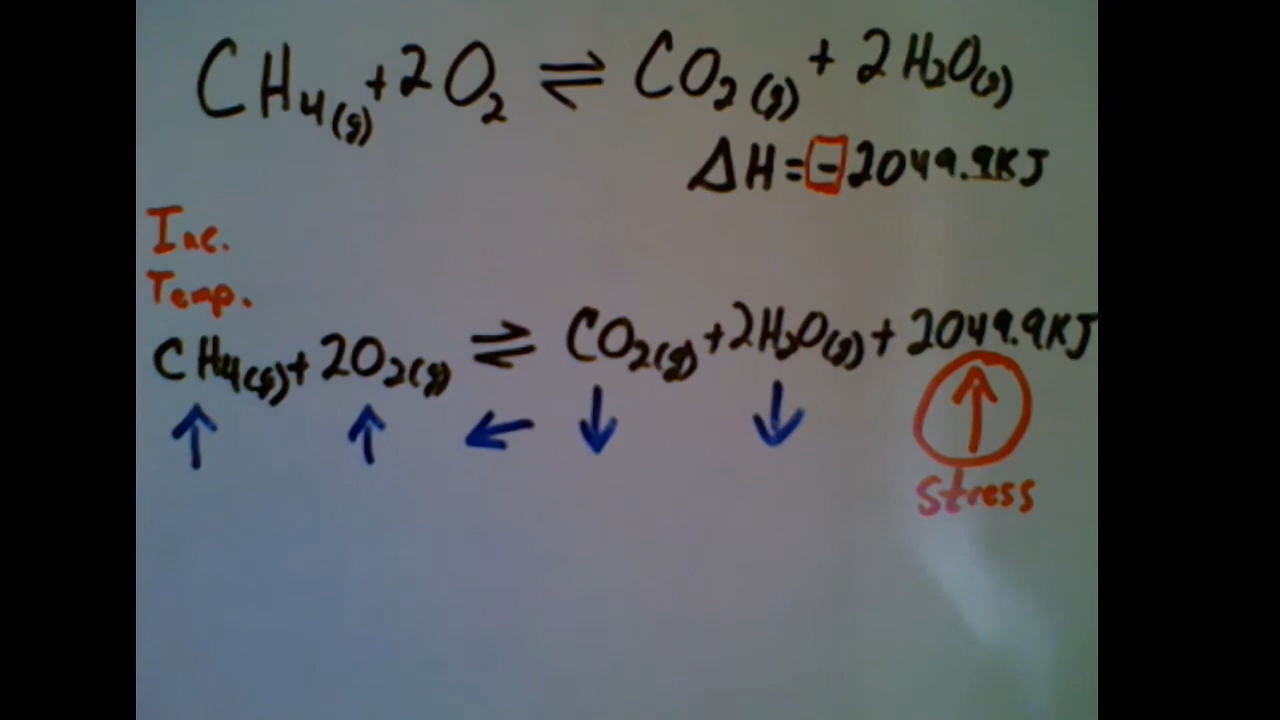 CH₄(g) + 2O₂ ⇌ CO₂(g) + 2H₂O(g)
ΔH = -2049.9KJ
Inc.
Temp.
CH₄(g) + 2O₂(g) ⇌ CO₂(g) + 2H₂O(g) + 2049.9KJ
↑ ↑ ← ↓ ↓ ↑
Stress